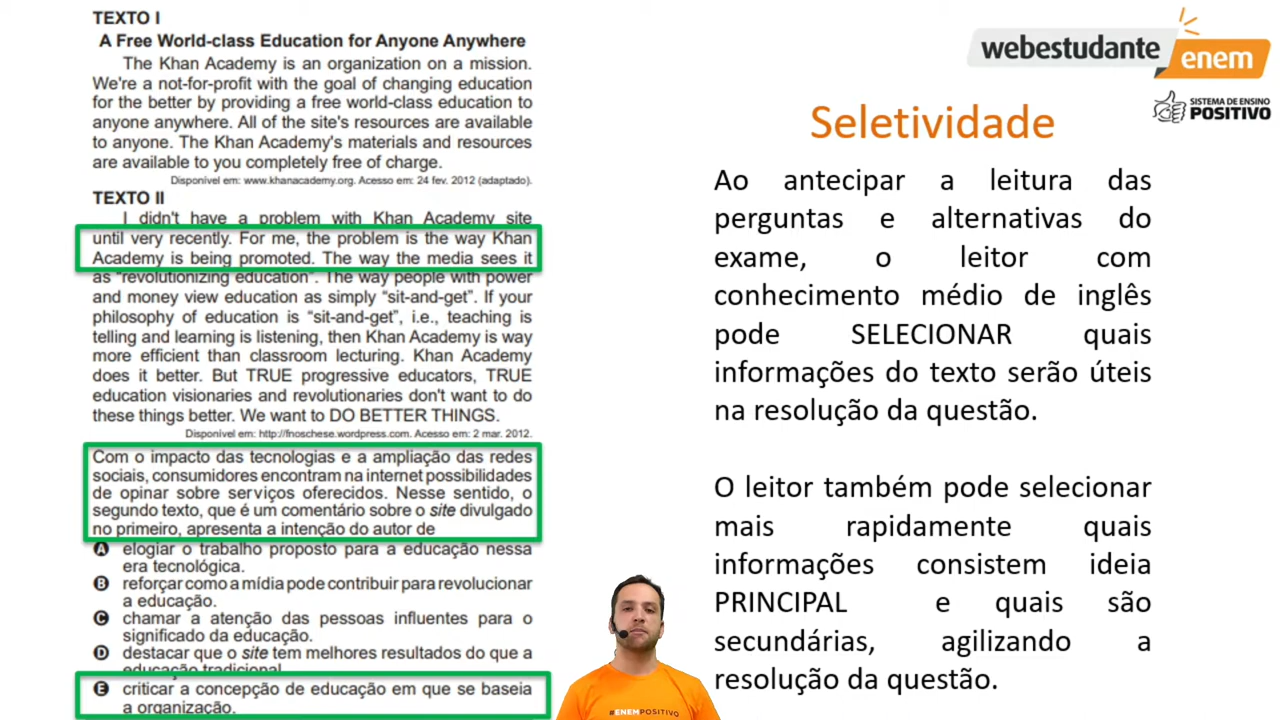 TEXTO I
A Free World-class Education for Anyone Anywhere
The Khan Academy is an organization on a mission.
We're a not-for-profit with the goal of changing education
for the better by providing a free world-class education to
anyone anywhere. All of the site's resources are available
to anyone. The Khan Academy's materials and resources
are available to you completely free of charge.
Disponível em: www.khanacademy.org. Acesso em: 24 fev. 2012 (adaptado).
TEXTO II
I didn't have a problem with Khan Academy site
until very recently. For me, the problem is the way Khan
Academy is being promoted. The way the media sees it
as “revolutionizing education”. The way people with power
and money view education as simply “sit-and-get”. If your
philosophy of education is “sit-and-get”, i.e., teaching is
telling and learning is listening, then Khan Academy is way
more efficient than classroom lecturing. Khan Academy
does it better. But TRUE progressive educators, TRUE
education visionaries and revolutionaries don't want to do
these things better. We want to DO BETTER THINGS.
Disponível em: http://fnoschese.wordpress.com. Acesso em: 2 mar. 2012.
Com o impacto das tecnologias e a ampliação das redes
sociais, consumidores encontram na internet possibilidades
de opinar sobre serviços oferecidos. Nesse sentido, o
segundo texto, que é um comentário sobre o site divulgado
no primeiro, apresenta a intenção do autor de
A elogiar o trabalho proposto para a educação nessa
era tecnológica.
B reforçar como a mídia pode contribuir para revolucionar
a educação.
C chamar a atenção das pessoas influentes para o
significado da educação.
D destacar que o site tem melhores resultados do que a
educação tradicional.
E criticar a concepção de educação em que se baseia
a organização.
webestudante
enem
SISTEMA DE ENSINO
POSITIVO
Seletividade
Ao antecipar a leitura das
perguntas e alternativas do
exame, o leitor com
conhecimento médio de inglês
pode SELECIONAR quais
informações do texto serão úteis
na resolução da questão.
O leitor também pode selecionar
mais rapidamente quais
informações consistem ideia
PRINCIPAL e quais são
secundárias, agilizando a
resolução da questão.
#ENEMPOSITIVO